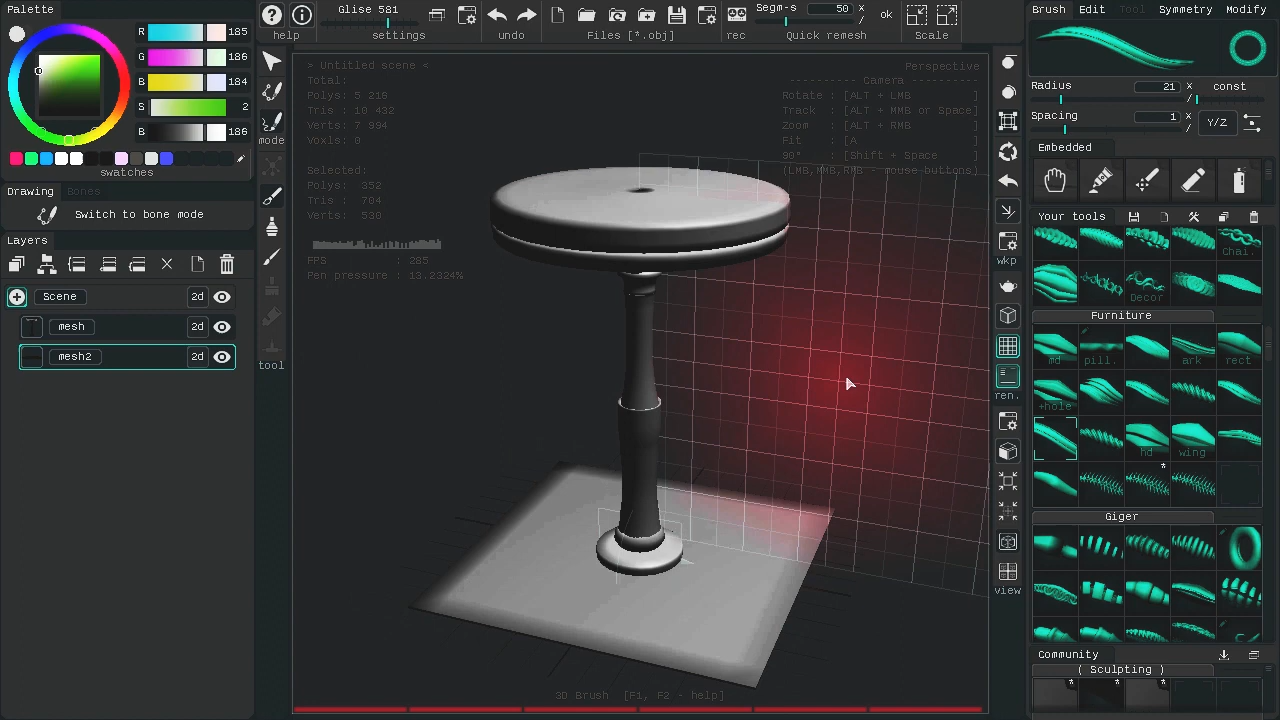 Palette
R 185
G 186
B 184
S 2
B 186
swatches
Drawing Bones
Switch to bone mode
Layers
Scene 2d
mesh 2d
mesh2 2d
mode
tool
help
Glise 581
settings
undo
Files [*.obj]
rec
Segm-s 50 x / ok
Quick remesh
Scale
> Untitled scene <
Total:
Polys: 5 219
Tris : 10 432
Verts: 7 994
Voxls: 0
Selected:
Polys: 352
Tris : 704
Verts: 530
FPS : 285
Pen pressure : 13.2324%
Perspective
---------- Camera ----------
Rotate : [ALT + LMB ]
Track : [ALT + MMB or Space]
Zoom : [ALT + RMB ]
Fit : [A ]
90° : [Shift + Space ]
(LMB,MMB,RMB - mouse buttons)
3D Brush [F1, F2 - help]
wkp
ren.
view
Brush Edit Tool Symmetry Modify
Radius 21 x / const
Spacing 1 x / Y/Z
Embedded
Your tools
Chai.
Decor
Furniture
md pill. ark rect
+hole
hd wing
Giger
Community
( Sculpting )